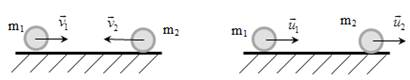 m₁ v⃗₁ v⃗₂ m₂
m₁ u⃗₁ m₂ u⃗₂